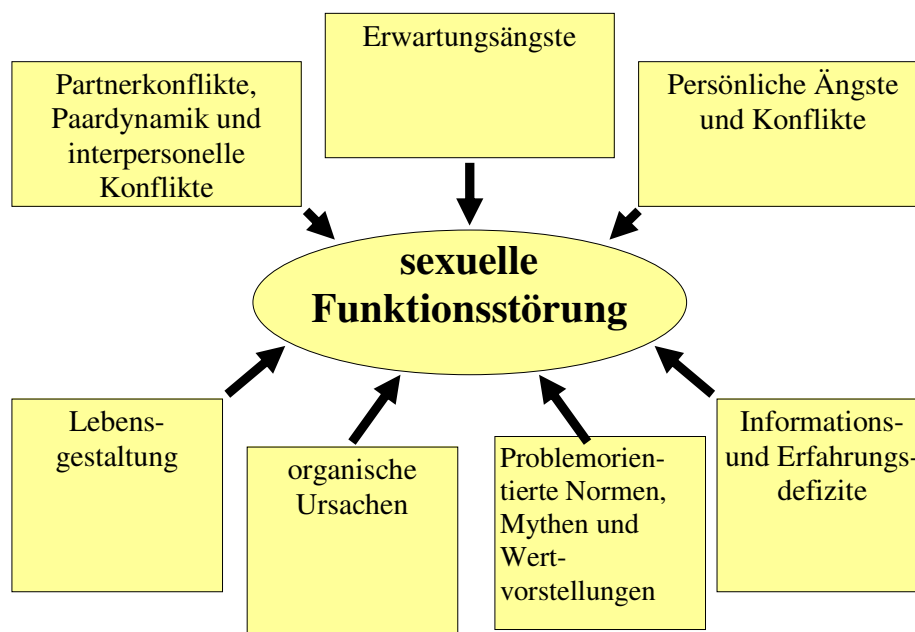 Erwartungsängste
Partnerkonflikte,
Paardynamik und
interpersonelle
Konflikte
Persönliche Ängste
und Konflikte
sexuelle
Funktionsstörung
Lebens-
gestaltung
organische
Ursachen
Problemorien-
tierte Normen,
Mythen und
Wert-
vorstellungen
Informations-
und Erfahrungs-
defizite